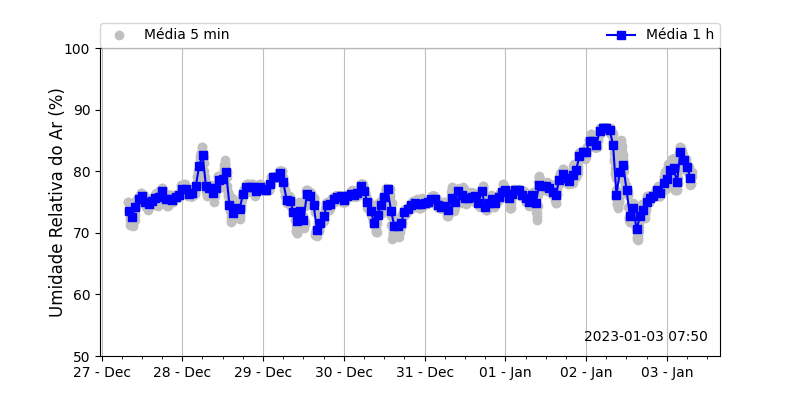 Média 5 min
Média 1 h
100
90
80
70
60
50
Umidade Relativa do Ar (%)
2023-01-03 07:50
27 - Dec
28 - Dec
29 - Dec
30 - Dec
31 - Dec
01 - Jan
02 - Jan
03 - Jan